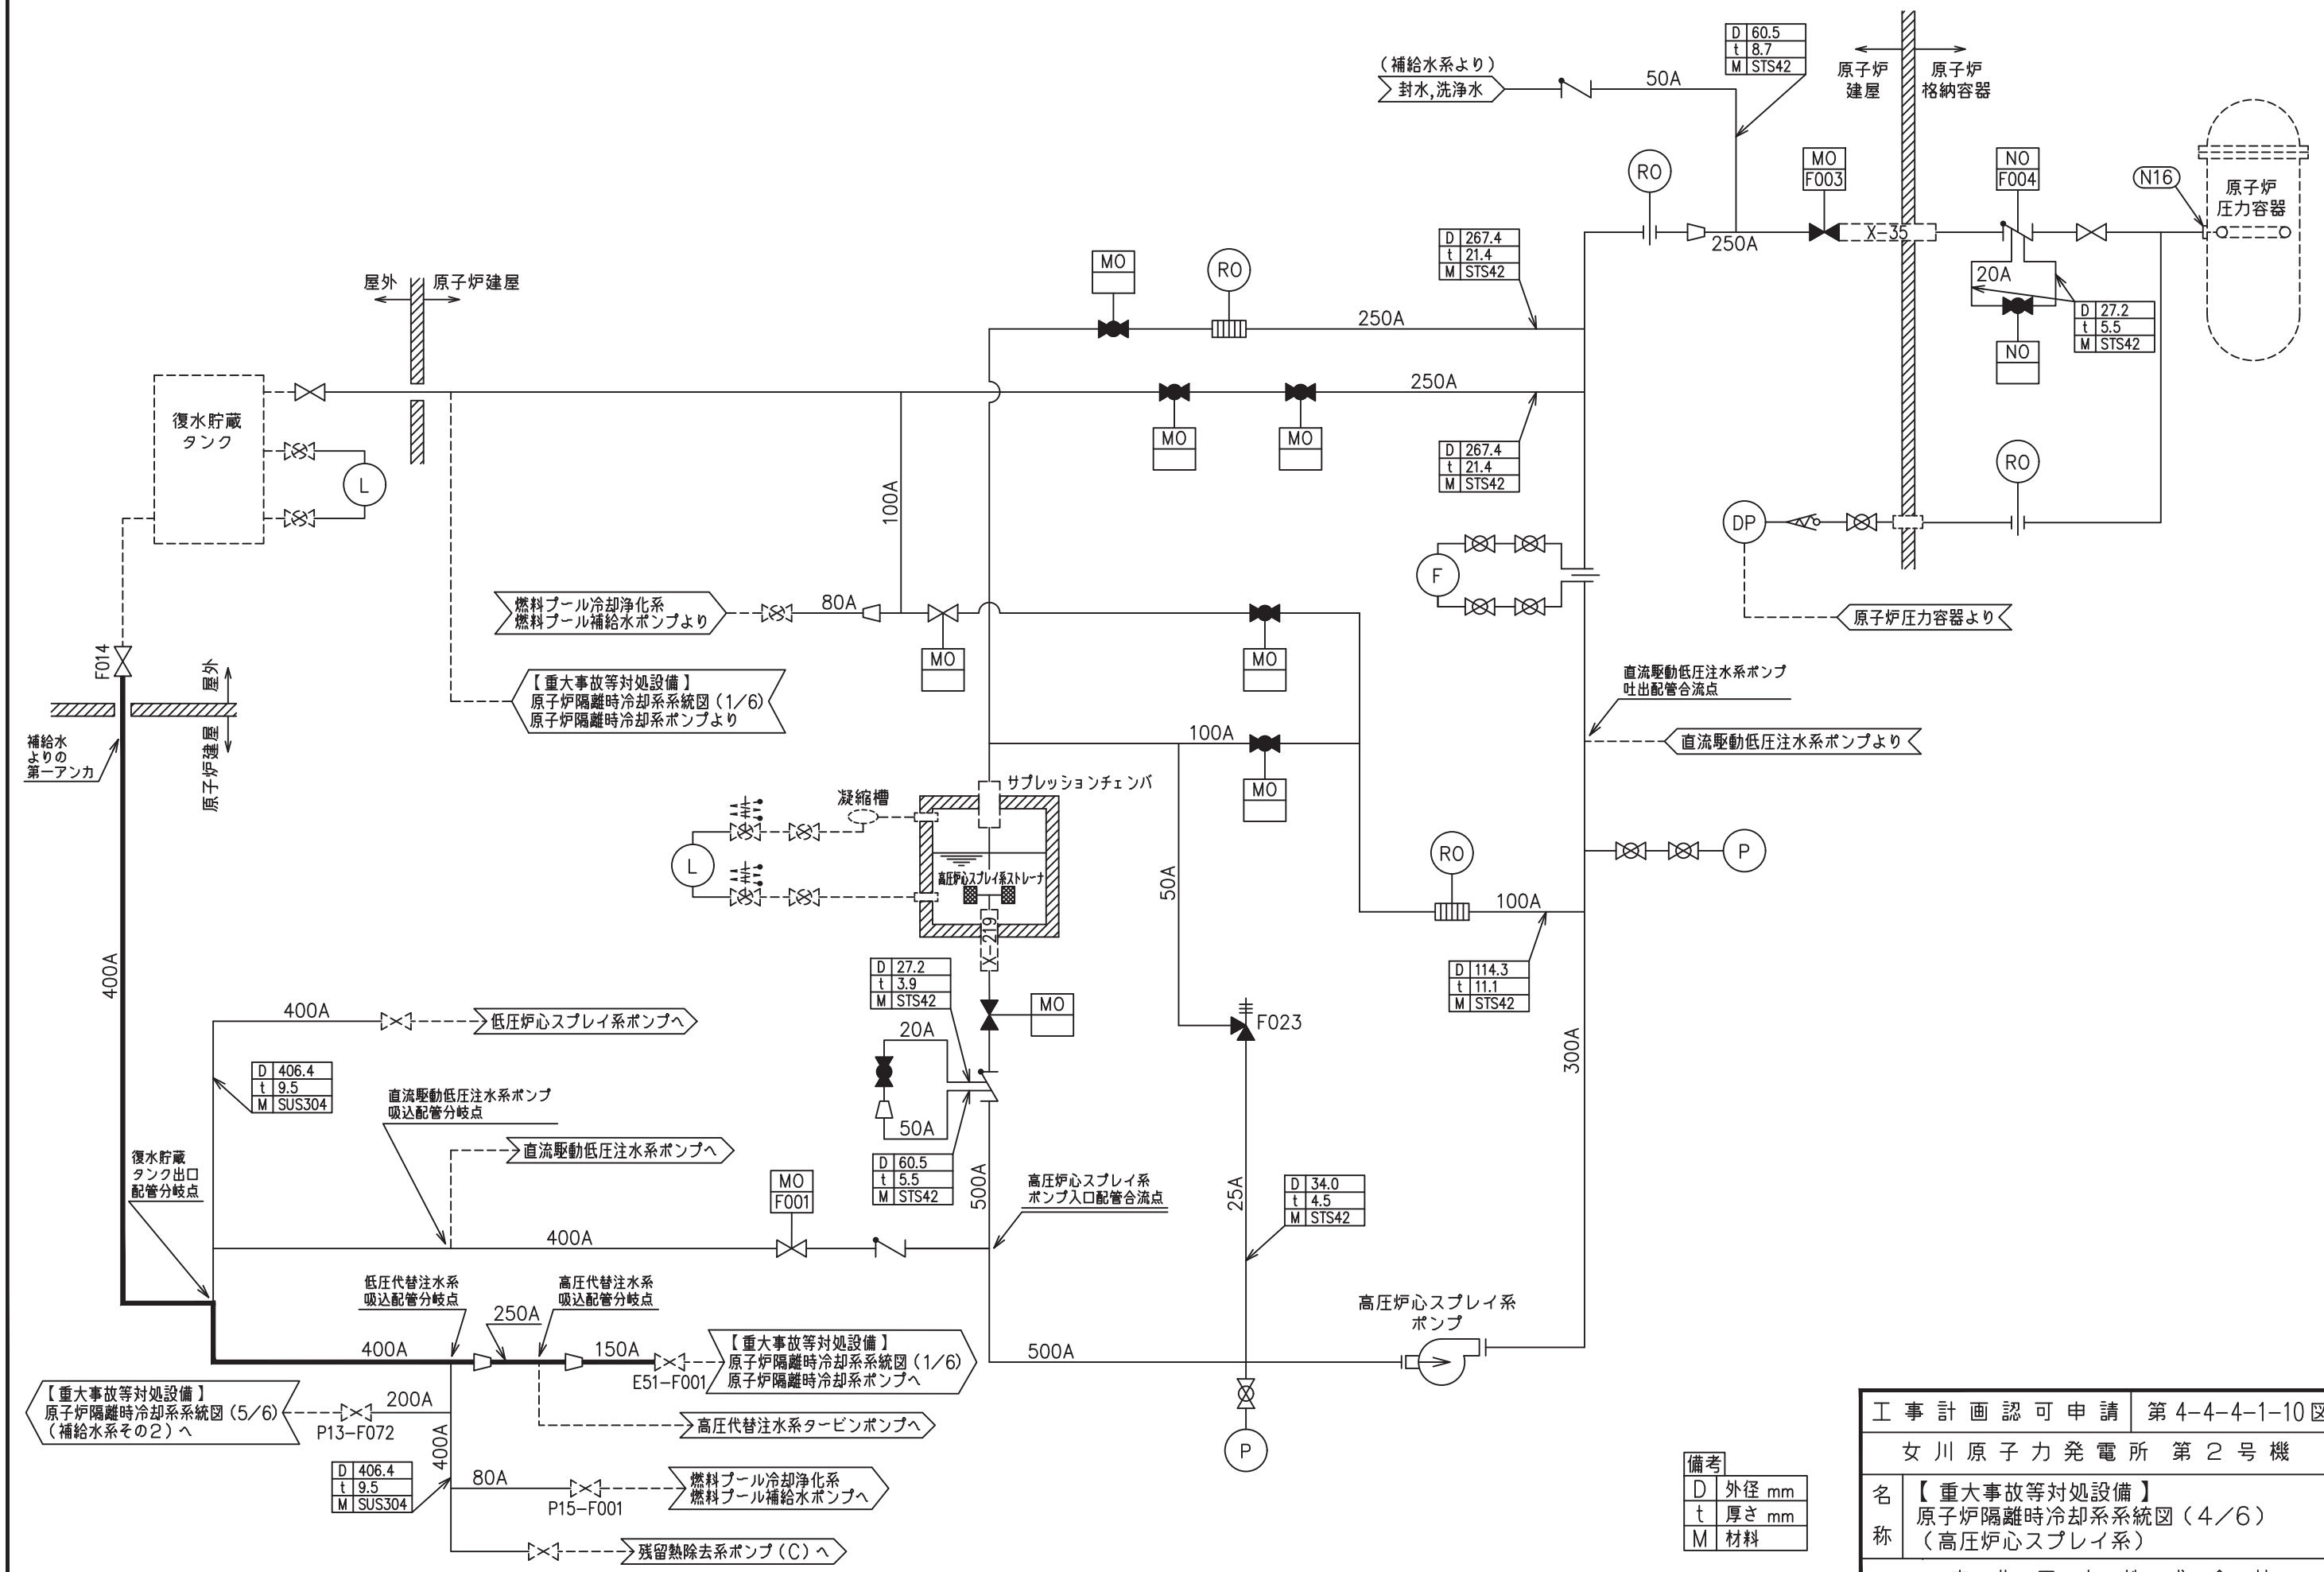 (補給水系より)
封水,洗浄水
50A
D 60.5
t 8.7
M STS42
原子炉
建屋
原子炉
格納容器
RO
MO
F003
NO
F004
N16
原子炉
圧力容器
X-35
250A
20A
D 27.2
t 5.5
M STS42
NO
D 267.4
t 21.4
M STS42
MO
RO
250A
屋外
原子炉建屋
250A
MO
MO
D 267.4
t 21.4
M STS42
復水貯蔵
タンク
L
100A
RO
DP
F
原子炉圧力容器より
燃料プール冷却浄化系
燃料プール補給水ポンプより
80A
MO
MO
F014
屋外
原子炉建屋
【重大事故等対処設備】
原子炉隔離時冷却系系統図(1/6)
原子炉隔離時冷却系ポンプより
補給水
よりの
第一アンカ
直流駆動低圧注水系ポンプ
吐出配管合流点
直流駆動低圧注水系ポンプより
100A
MO
サプレッションチェンバ
凝縮槽
L
高圧炉心スプレイ系ストレーナ
X-219
50A
RO
P
100A
D 114.3
t 11.1
M STS42
D 27.2
t 3.9
M STS42
MO
F023
300A
400A
400A
低圧炉心スプレイ系ポンプへ
D 406.4
t 9.5
M SUS304
20A
50A
D 60.5
t 5.5
M STS42
500A
直流駆動低圧注水系ポンプ
吸込配管分岐点
直流駆動低圧注水系ポンプへ
復水貯蔵
タンク出口
配管分岐点
MO
F001
400A
高圧炉心スプレイ系
ポンプ入口配管合流点
25A
D 34.0
t 4.5
M STS42
低圧代替注水系
吸込配管分岐点
高圧代替注水系
吸込配管分岐点
250A
400A
150A
E51-F001
【重大事故等対処設備】
原子炉隔離時冷却系系統図(1/6)
原子炉隔離時冷却系ポンプへ
500A
高圧炉心スプレイ系
ポンプ
P
【重大事故等対処設備】
原子炉隔離時冷却系系統図(5/6)
(補給水系その2)へ
200A
P13-F072
400A
高圧代替注水系タービンポンプへ
D 406.4
t 9.5
M SUS304
80A
P15-F001
燃料プール冷却浄化系
燃料プール補給水ポンプへ
残留熱除去系ポンプ(C)へ
備考
D 外径 mm
t 厚さ mm
M 材料
工事計画認可申請 第4-4-4-1-10図
女川原子力発電所 第2号機
名称
【重大事故等対処設備】
原子炉隔離時冷却系系統図(4/6)
(高圧炉心スプレイ系)